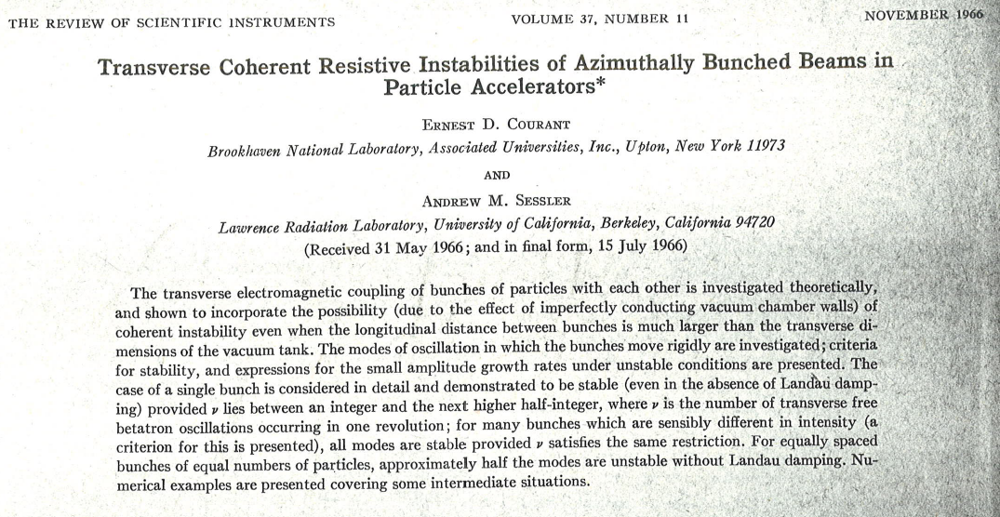 THE REVIEW OF SCIENTIFIC INSTRUMENTS VOLUME 37, NUMBER 11 NOVEMBER 1966
Transverse Coherent Resistive Instabilities of Azimuthally Bunched Beams in
Particle Accelerators*
ERNEST D. COURANT
Brookhaven National Laboratory, Associated Universities, Inc., Upton, New York 11973
AND
ANDREW M. SESSLER
Lawrence Radiation Laboratory, University of California, Berkeley, California 94720
(Received 31 May 1966; and in final form, 15 July 1966)
The transverse electromagnetic coupling of bunches of particles with each other is investigated theoretically,
and shown to incorporate the possibility (due to the effect of imperfectly conducting vacuum chamber walls) of
coherent instability even when the longitudinal distance between bunches is much larger than the transverse di-
mensions of the vacuum tank. The modes of oscillation in which the bunches move rigidly are investigated; criteria
for stability, and expressions for the small amplitude growth rates under unstable conditions are presented. The
case of a single bunch is considered in detail and demonstrated to be stable (even in the absence of Landau damp-
ing) provided ν lies between an integer and the next higher half-integer, where ν is the number of transverse free
betatron oscillations occurring in one revolution; for many bunches which are sensibly different in intensity (a
criterion for this is presented), all modes are stable provided ν satisfies the same restriction. For equally spaced
bunches of equal numbers of particles, approximately half the modes are unstable without Landau damping. Nu-
merical examples are presented covering some intermediate situations.